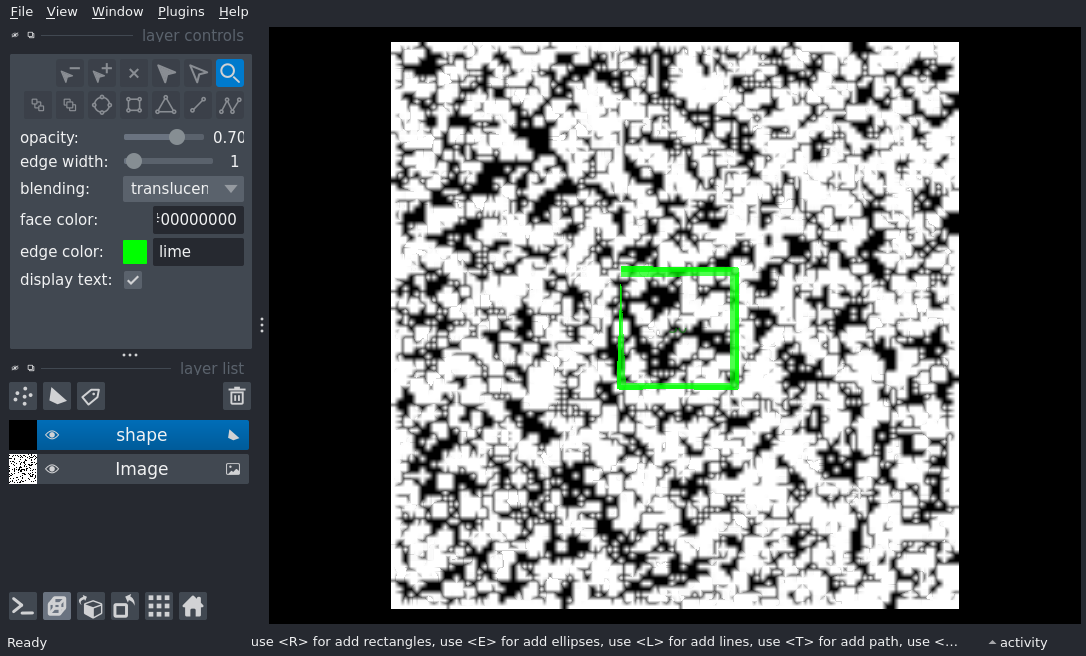 File View Window Plugins Help
layer controls
opacity: 0.70
edge width: 1
blending: translucen
face color: 00000000
edge color: lime
display text:
layer list
shape
Image
Ready use <R> for add rectangles, use <E> for add ellipses, use <L> for add lines, use <T> for add path, use <... activity